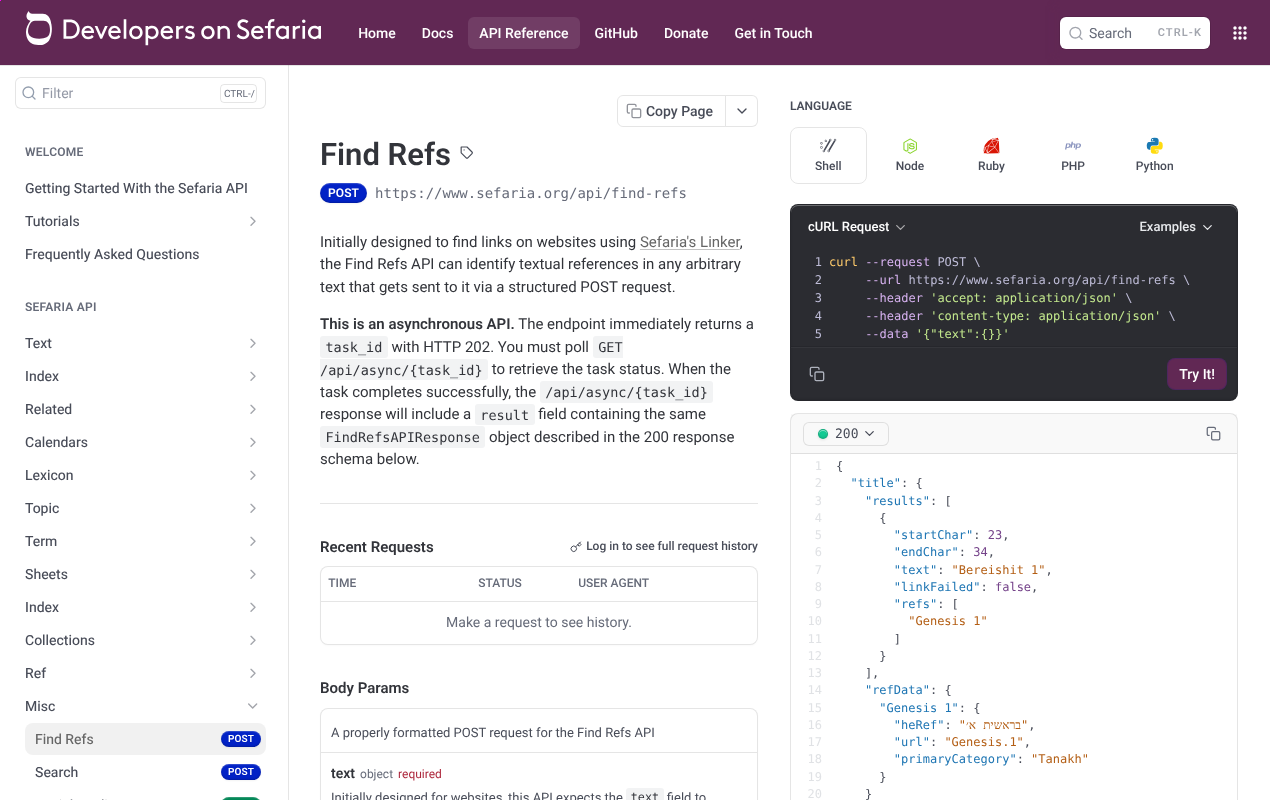 Developers on Sefaria
Home
Docs
API Reference
GitHub
Donate
Get in Touch
Search
CTRL-K
Filter
CTRL-/
WELCOME
Getting Started With the Sefaria API
Tutorials
Frequently Asked Questions
SEFARIA API
Text
Index
Related
Calendars
Lexicon
Topic
Term
Sheets
Index
Collections
Ref
Misc
Find Refs
POST
Search
POST
Copy Page
Find Refs
POST https://www.sefaria.org/api/find-refs
Initially designed to find links on websites using Sefaria's Linker,
the Find Refs API can identify textual references in any arbitrary
text that gets sent to it via a structured POST request.
This is an asynchronous API. The endpoint immediately returns a
task_id with HTTP 202. You must poll GET
/api/async/{task_id} to retrieve the task status. When the
task completes successfully, the /api/async/{task_id}
response will include a result field containing the same
FindRefsAPIResponse object described in the 200 response
schema below.
Recent Requests
Log in to see full request history
TIME
STATUS
USER AGENT
Make a request to see history.
Body Params
A properly formatted POST request for the Find Refs API
text object required
Initially designed for websites, this API expects the text field to
LANGUAGE
Shell
Node
php
Ruby
PHP
Python
cURL Request
Examples
1 curl --request POST \
2 --url https://www.sefaria.org/api/find-refs \
3 --header 'accept: application/json' \
4 --header 'content-type: application/json' \
5 --data '{"text":{}}'
Try It!
200
1 {
2 "title": {
3 "results": [
4 {
5 "startChar": 23,
6 "endChar": 34,
7 "text": "Bereishit 1",
8 "linkFailed": false,
9 "refs": [
10 "Genesis 1"
11 ]
12 }
13 ],
14 "refData": {
15 "Genesis 1": {
16 "heRef": "בראשית א׳",
17 "url": "Genesis.1",
18 "primaryCategory": "Tanakh"
19 }
20 }